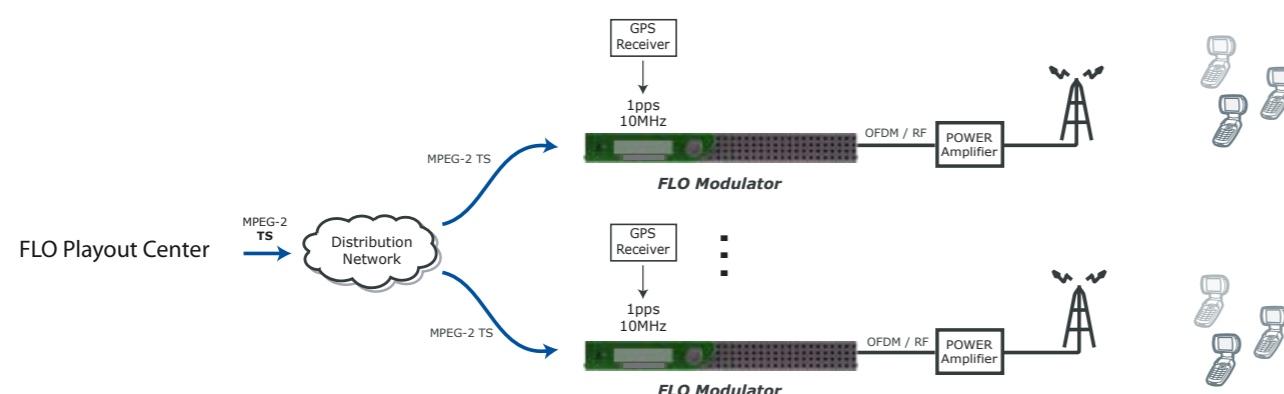 GPS
Receiver
1pps
10MHz
OFDM / RF
POWER
Amplifier
MPEG-2 TS
FLO Modulator
FLO Playout Center
MPEG-2
TS
Distribution
Network
GPS
Receiver
1pps
10MHz
MPEG-2 TS
OFDM / RF
POWER
Amplifier
FLO Modulator